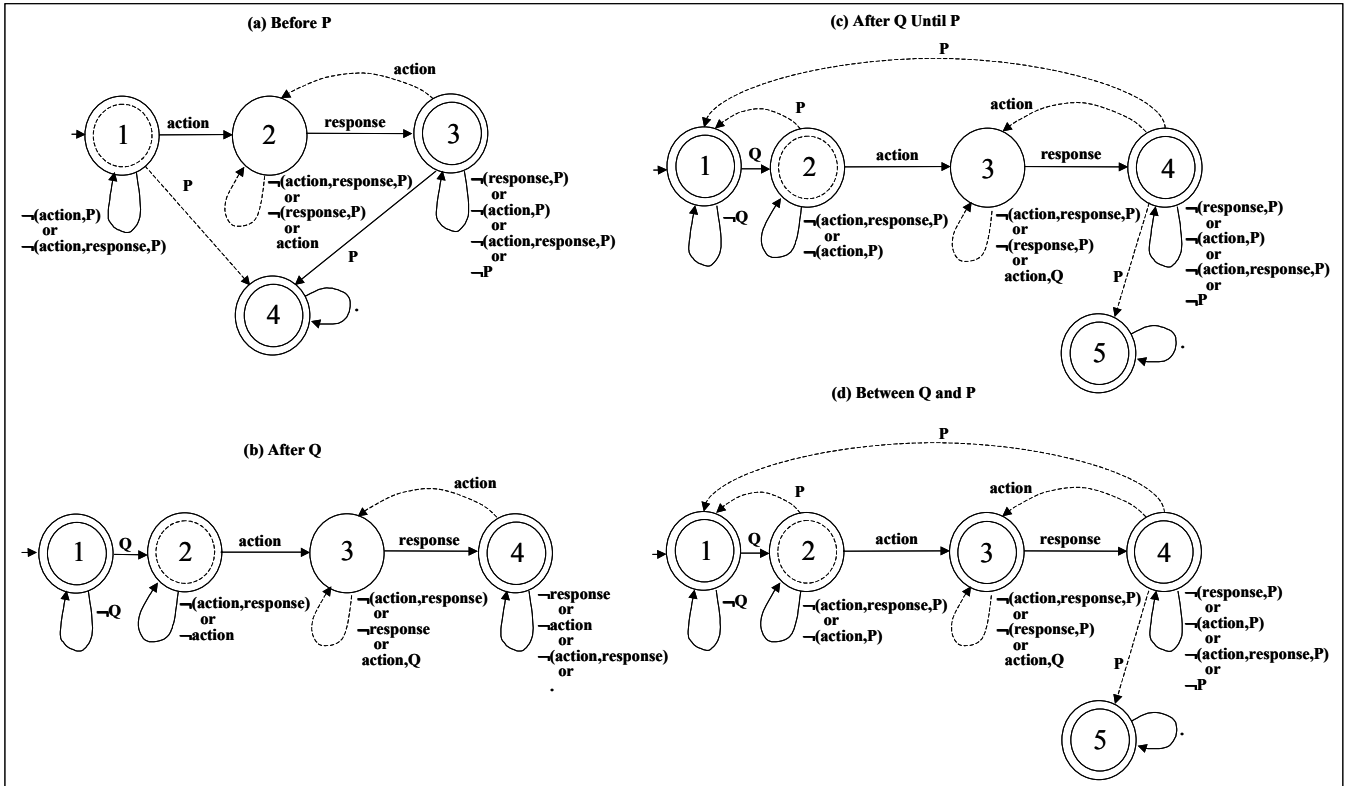 (a) Before P
action
1
action
2
response
3
P
¬(action,P)
or
¬(action,response,P)
¬(action,response,P)
or
¬(response,P)
or
action
¬(response,P)
or
¬(action,P)
or
¬(action,response,P)
or
¬P
P
4
.
(b) After Q
action
1
Q
2
action
3
response
4
¬Q
¬(action,response)
or
¬action
¬(action,response)
or
¬response
or
action,Q
¬response
or
¬action
or
¬(action,response)
or
.
(c) After Q Until P
P
P
action
1
Q
2
action
3
response
4
¬Q
¬(action,response,P)
or
¬(action,P)
¬(action,response,P)
or
¬(response,P)
or
action,Q
¬(response,P)
or
¬(action,P)
or
¬(action,response,P)
or
¬P
P
5
.
(d) Between Q and P
P
P
action
1
Q
2
action
3
response
4
¬Q
¬(action,response,P)
or
¬(action,P)
¬(action,response,P)
or
¬(response,P)
or
action,Q
¬(response,P)
or
¬(action,P)
or
¬(action,response,P)
or
¬P
P
5
.